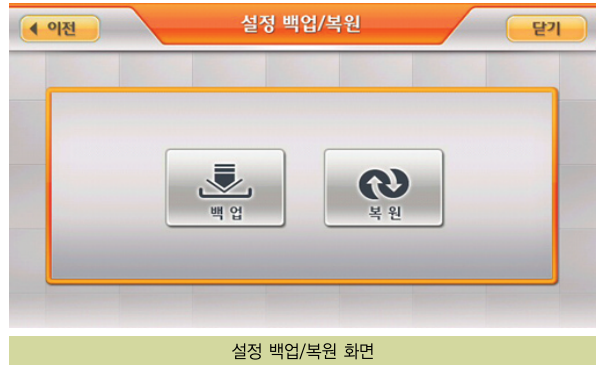 이전
설정 백업/복원
닫기
백업
복원
설정 백업/복원 화면